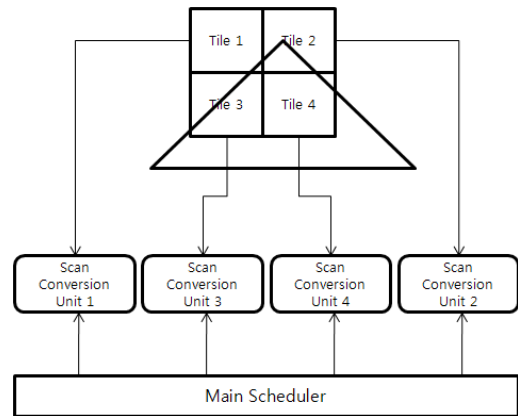 Tile 1
Tile 2
Tile 3
Tile 4
Scan
Conversion
Unit 1
Scan
Conversion
Unit 3
Scan
Conversion
Unit 4
Scan
Conversion
Unit 2
Main Scheduler